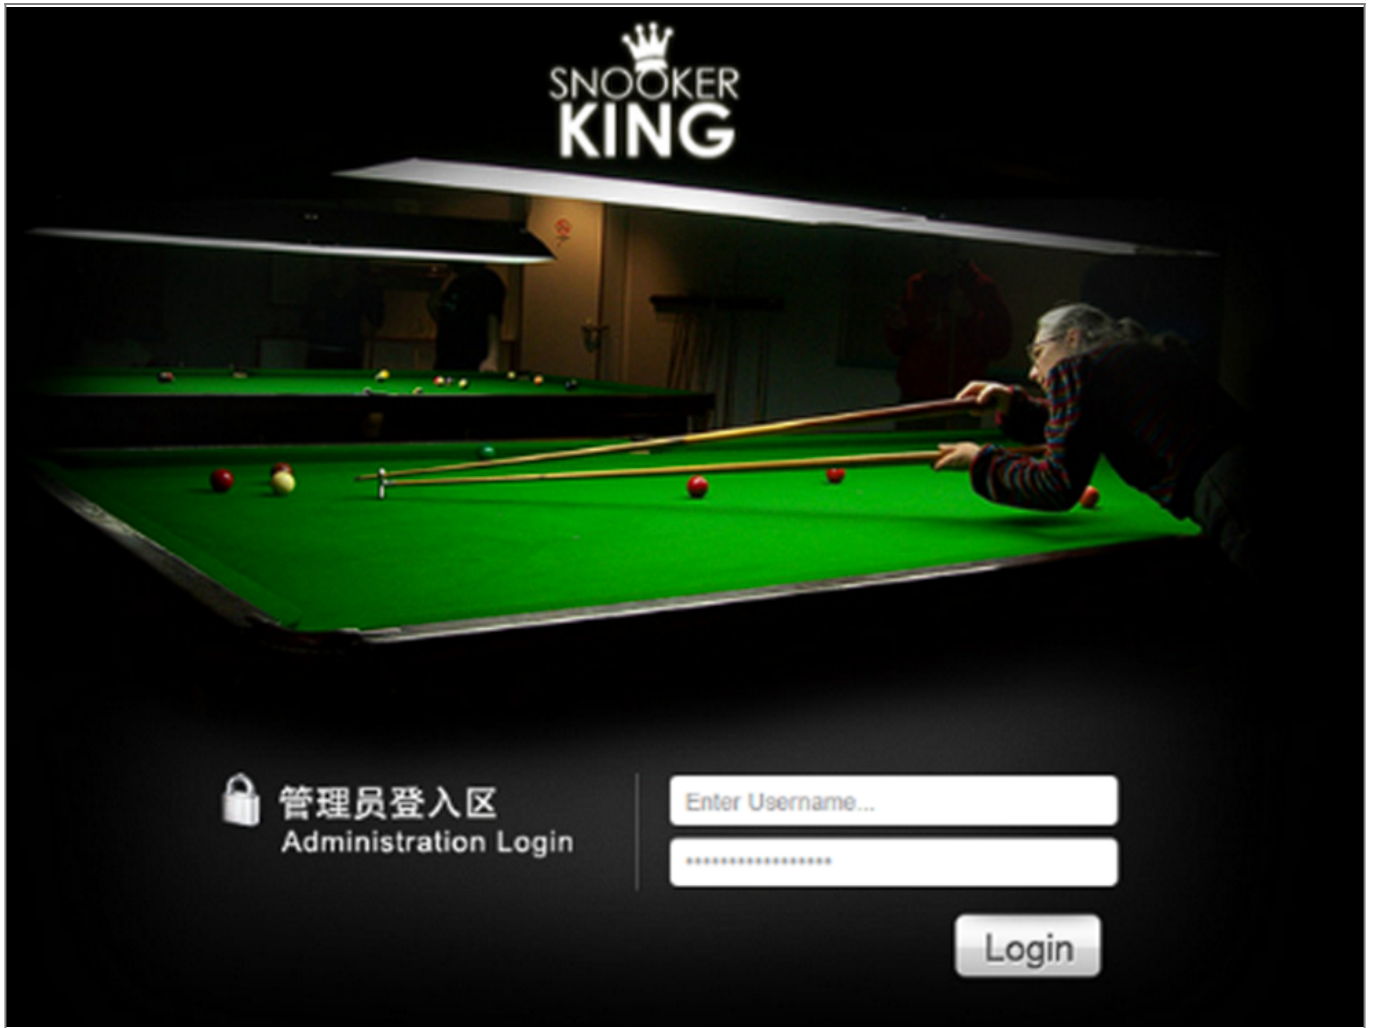 SNOOKER
KING
管理员登入区
Administration Login
Enter Username...
•••••••••••••••••
Login